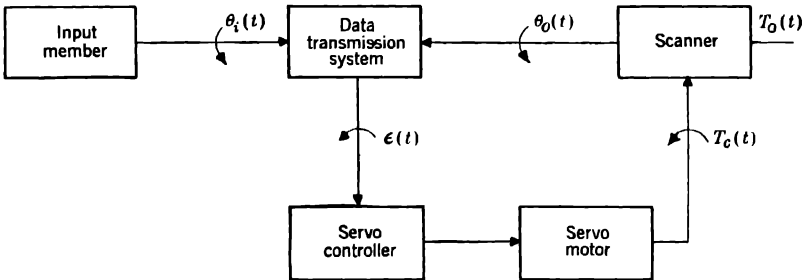 Input
member
θi(t)
Data
transmission
system
θO(t)
Scanner
TO(t)
ϵ(t)
Tc(t)
Servo
controller
Servo
motor